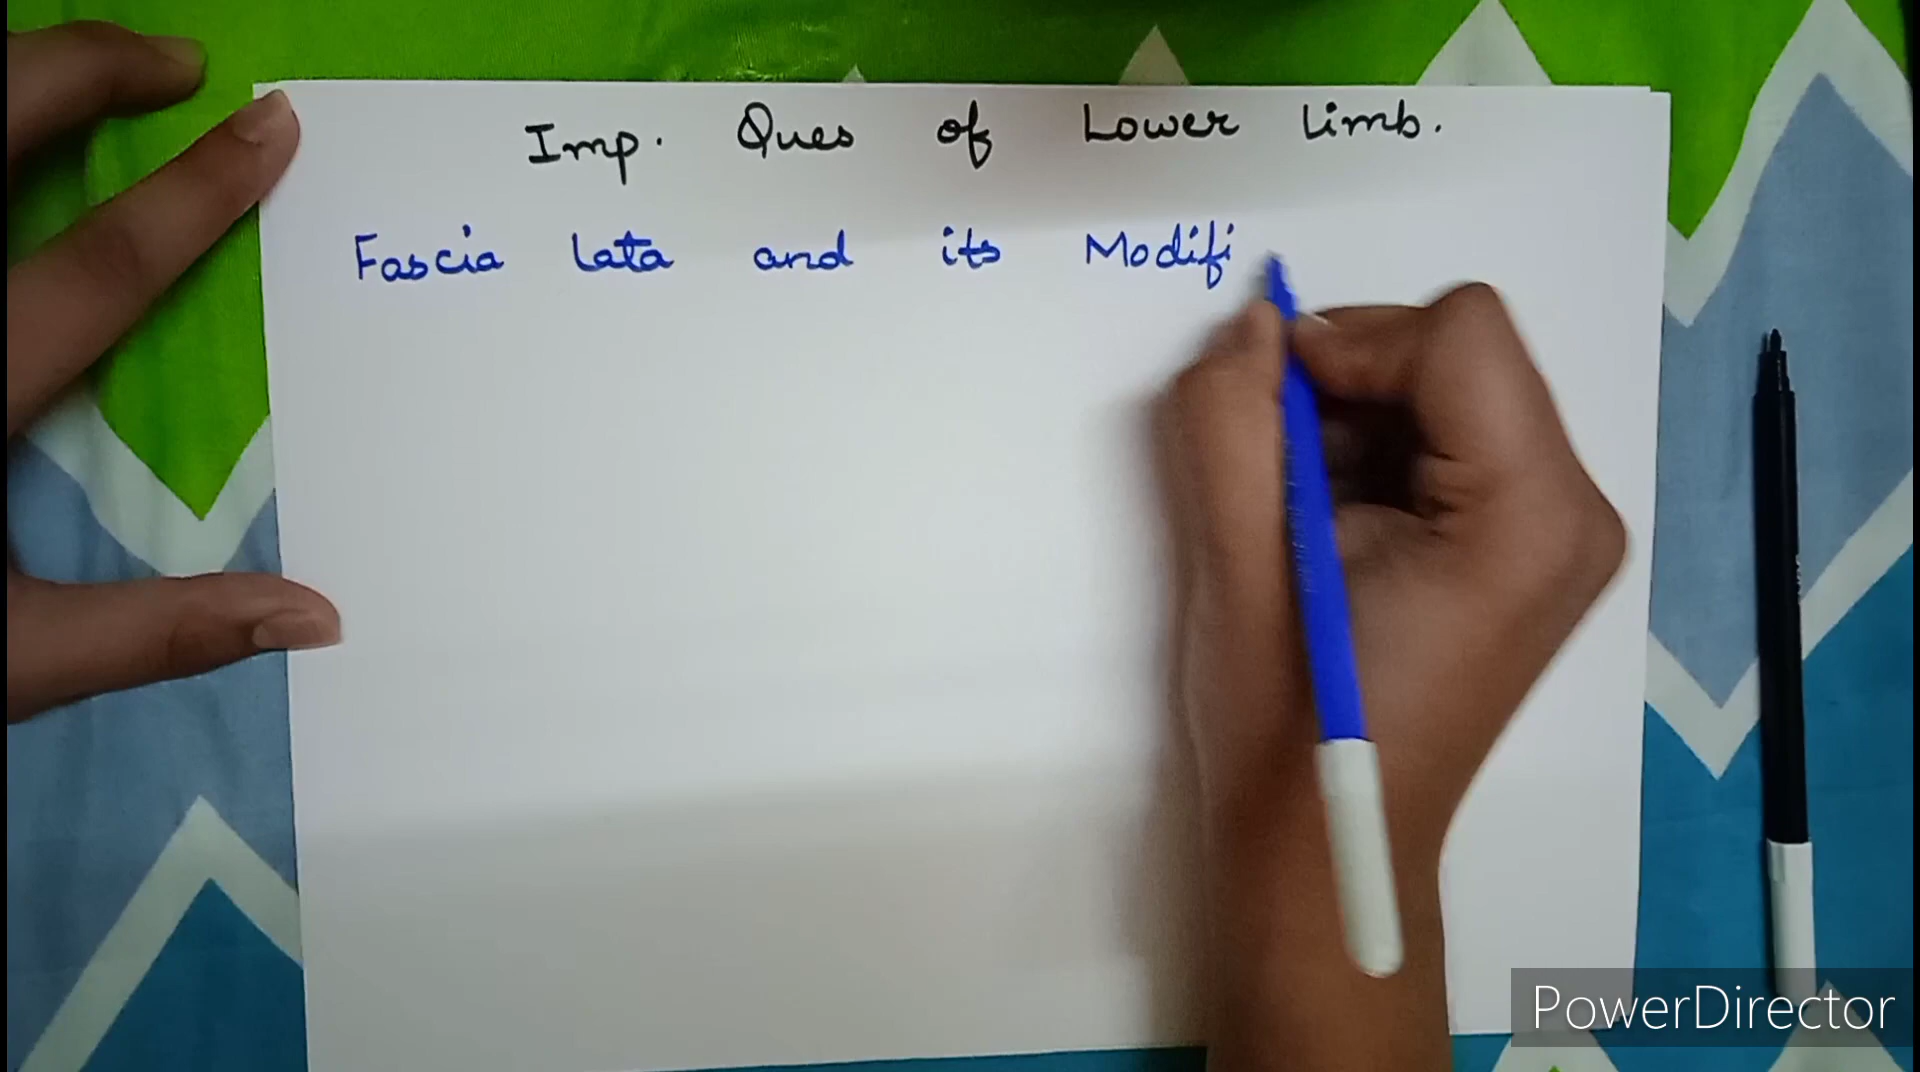 Imp. Ques of Lower limb.
Fascia lata and its Modifi
PowerDirector